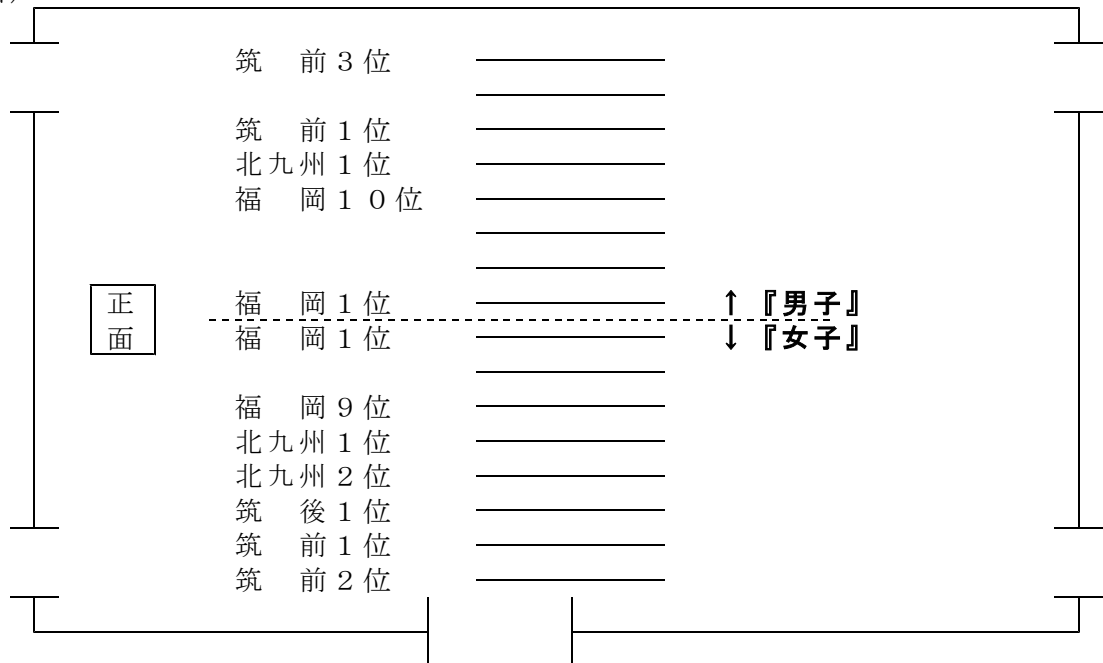 筑　前３位
筑　前１位
北九州１位
福　岡１０位
福　岡１位
↑『男子』
正面
福　岡１位
↓『女子』
福　岡９位
北九州１位
北九州２位
筑　後１位
筑　前１位
筑　前２位